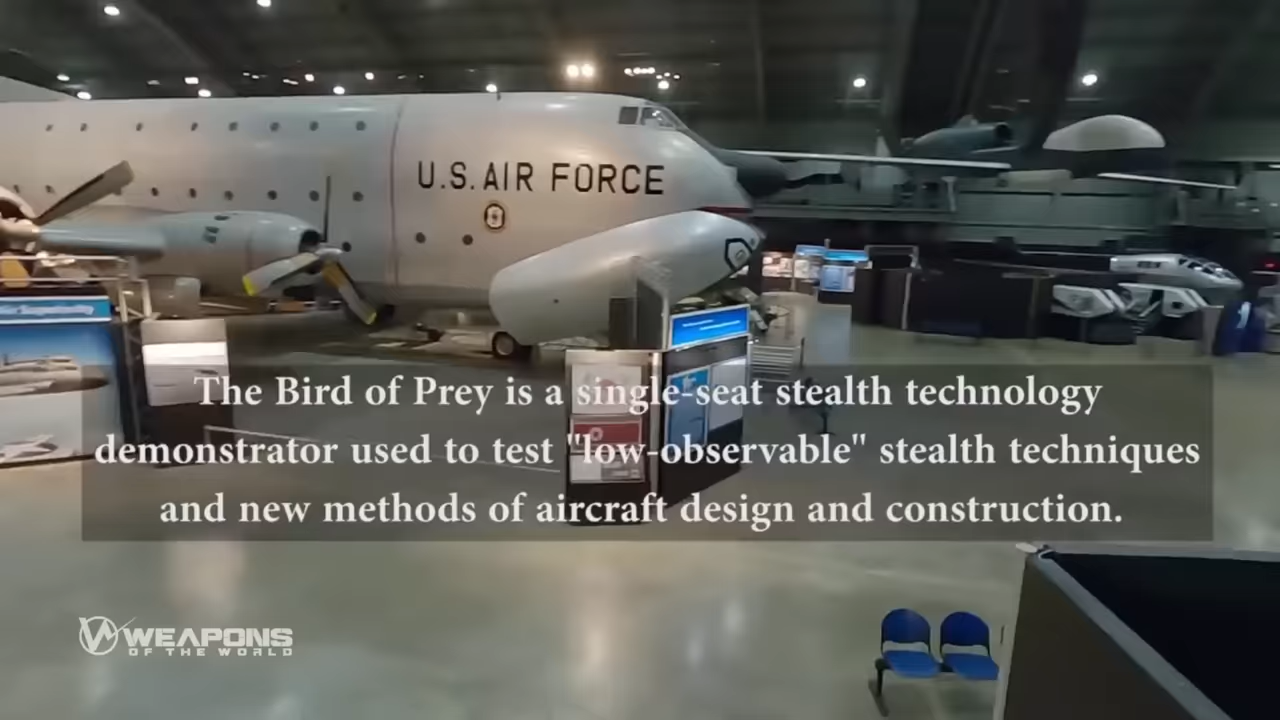 U.S. AIR FORCE
The Bird of Prey is a single-seat stealth technology
demonstrator used to test "low-observable" stealth techniques
and new methods of aircraft design and construction.
WEAPONS
OF THE WORLD